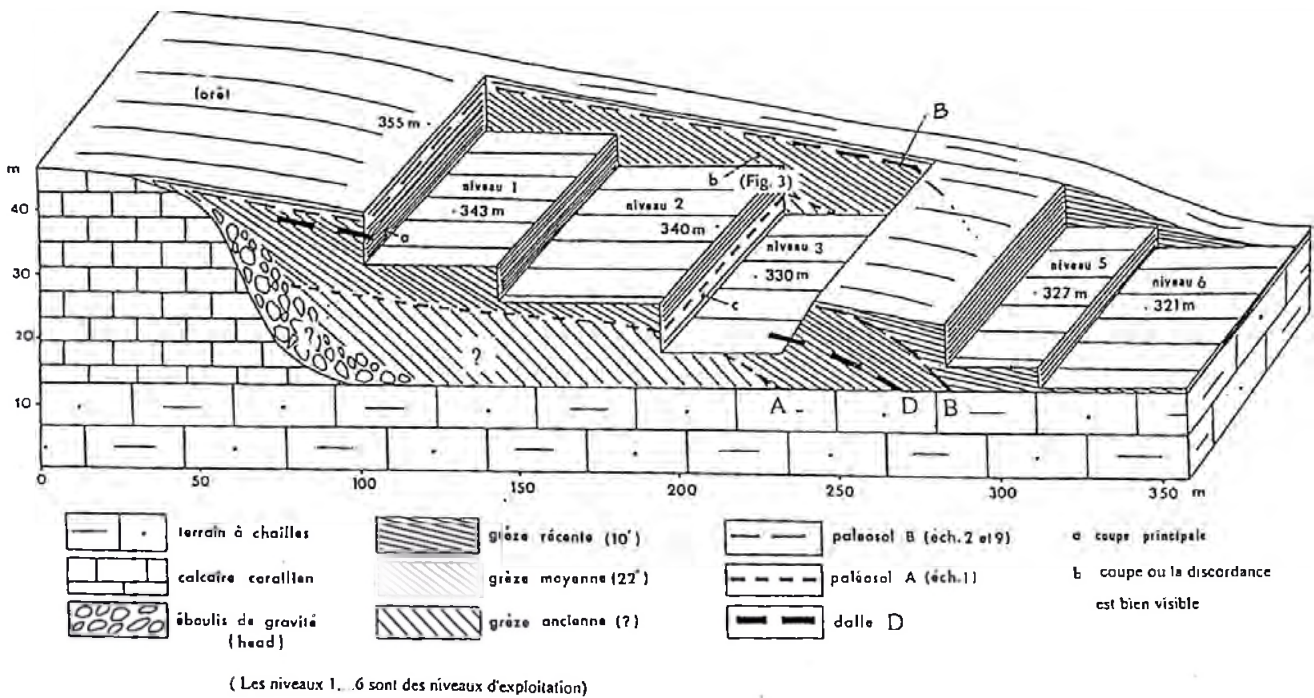 forêt
355 m
B
m
b
(Fig. 3)
niveau 1
343 m
niveau 2
340 m
a
niveau 3
330 m
c
niveau 5
327 m
niveau 6
321 m
40
30
20
10
?
?
A
D
B
0
50
100
150
200
250
300
350
m
terrain à chailles
calcaire corallien
éboulis de gravité
(head)
grèze récente (10°)
grèze moyenne (22°)
grèze ancienne (?)
paléosol B (éch. 2 et 9)
paléosol A (éch. 1)
dalle D
a coupe principale
b coupe ou la discordance
est bien visible
( Les niveaux 1....6 sont des niveaux d'exploitation)